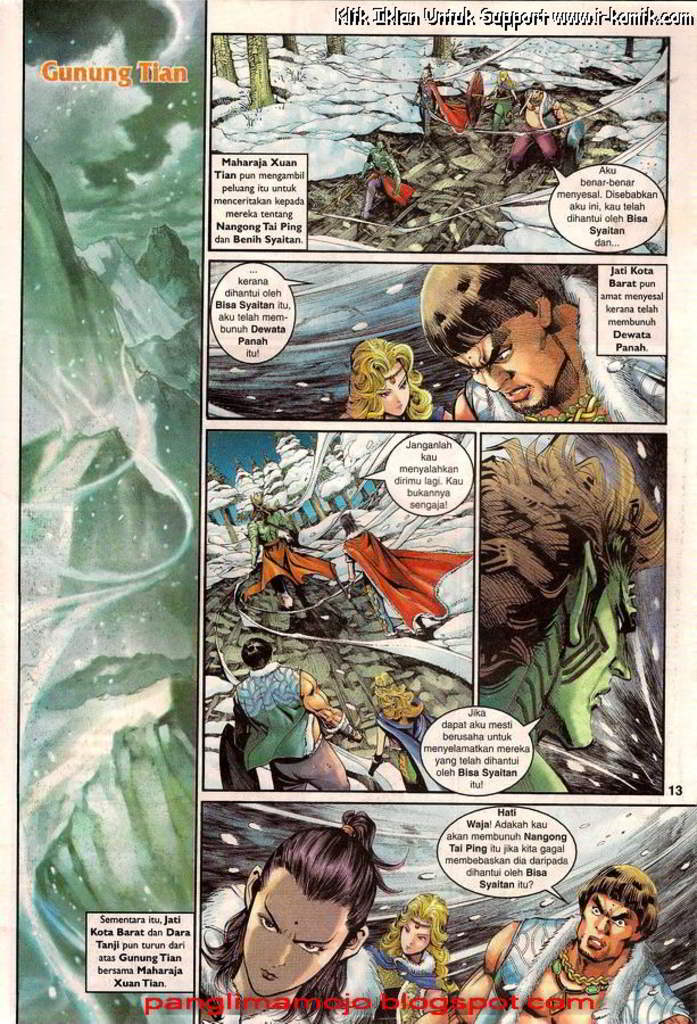 Klik Iklan Untuk Support www.ir-komik.com
Gunung Tian
Maharaja Xuan
Tian pun mengambil
peluang itu untuk
menceritakan kepada
mereka tentang
Nangong Tai Ping
dan Benih Syaitan.
Aku
benar-benar
menyesal. Disebabkan
aku ini, kau telah
dihantui oleh Bisa
Syaitan
dan...
...
kerana
dihantui oleh
Bisa Syaitan itu,
aku telah mem-
bunuh Dewata
Panah
itu!
Jati Kota
Barat pun
amat menyesal
kerana telah
membunuh
Dewata
Panah.
Janganlah
kau
menyalahkan
dirimu lagi. Kau
bukannya
sengaja!
Jika
dapat aku mesti
berusaha untuk
menyelamatkan mereka
yang telah dihantui
oleh Bisa Syaitan
itu!
13
Sementara itu, Jati
Kota Barat dan Dara
Tanji pun turun dari
atas Gunung Tian
bersama Maharaja
Xuan Tian.
Hati
Waja! Adakah kau
akan membunuh Nangong
Tai Ping itu jika kita gagal
membebaskan dia daripada
dihantui oleh Bisa
Syaitan itu?
panglimamojo.blogspot.com